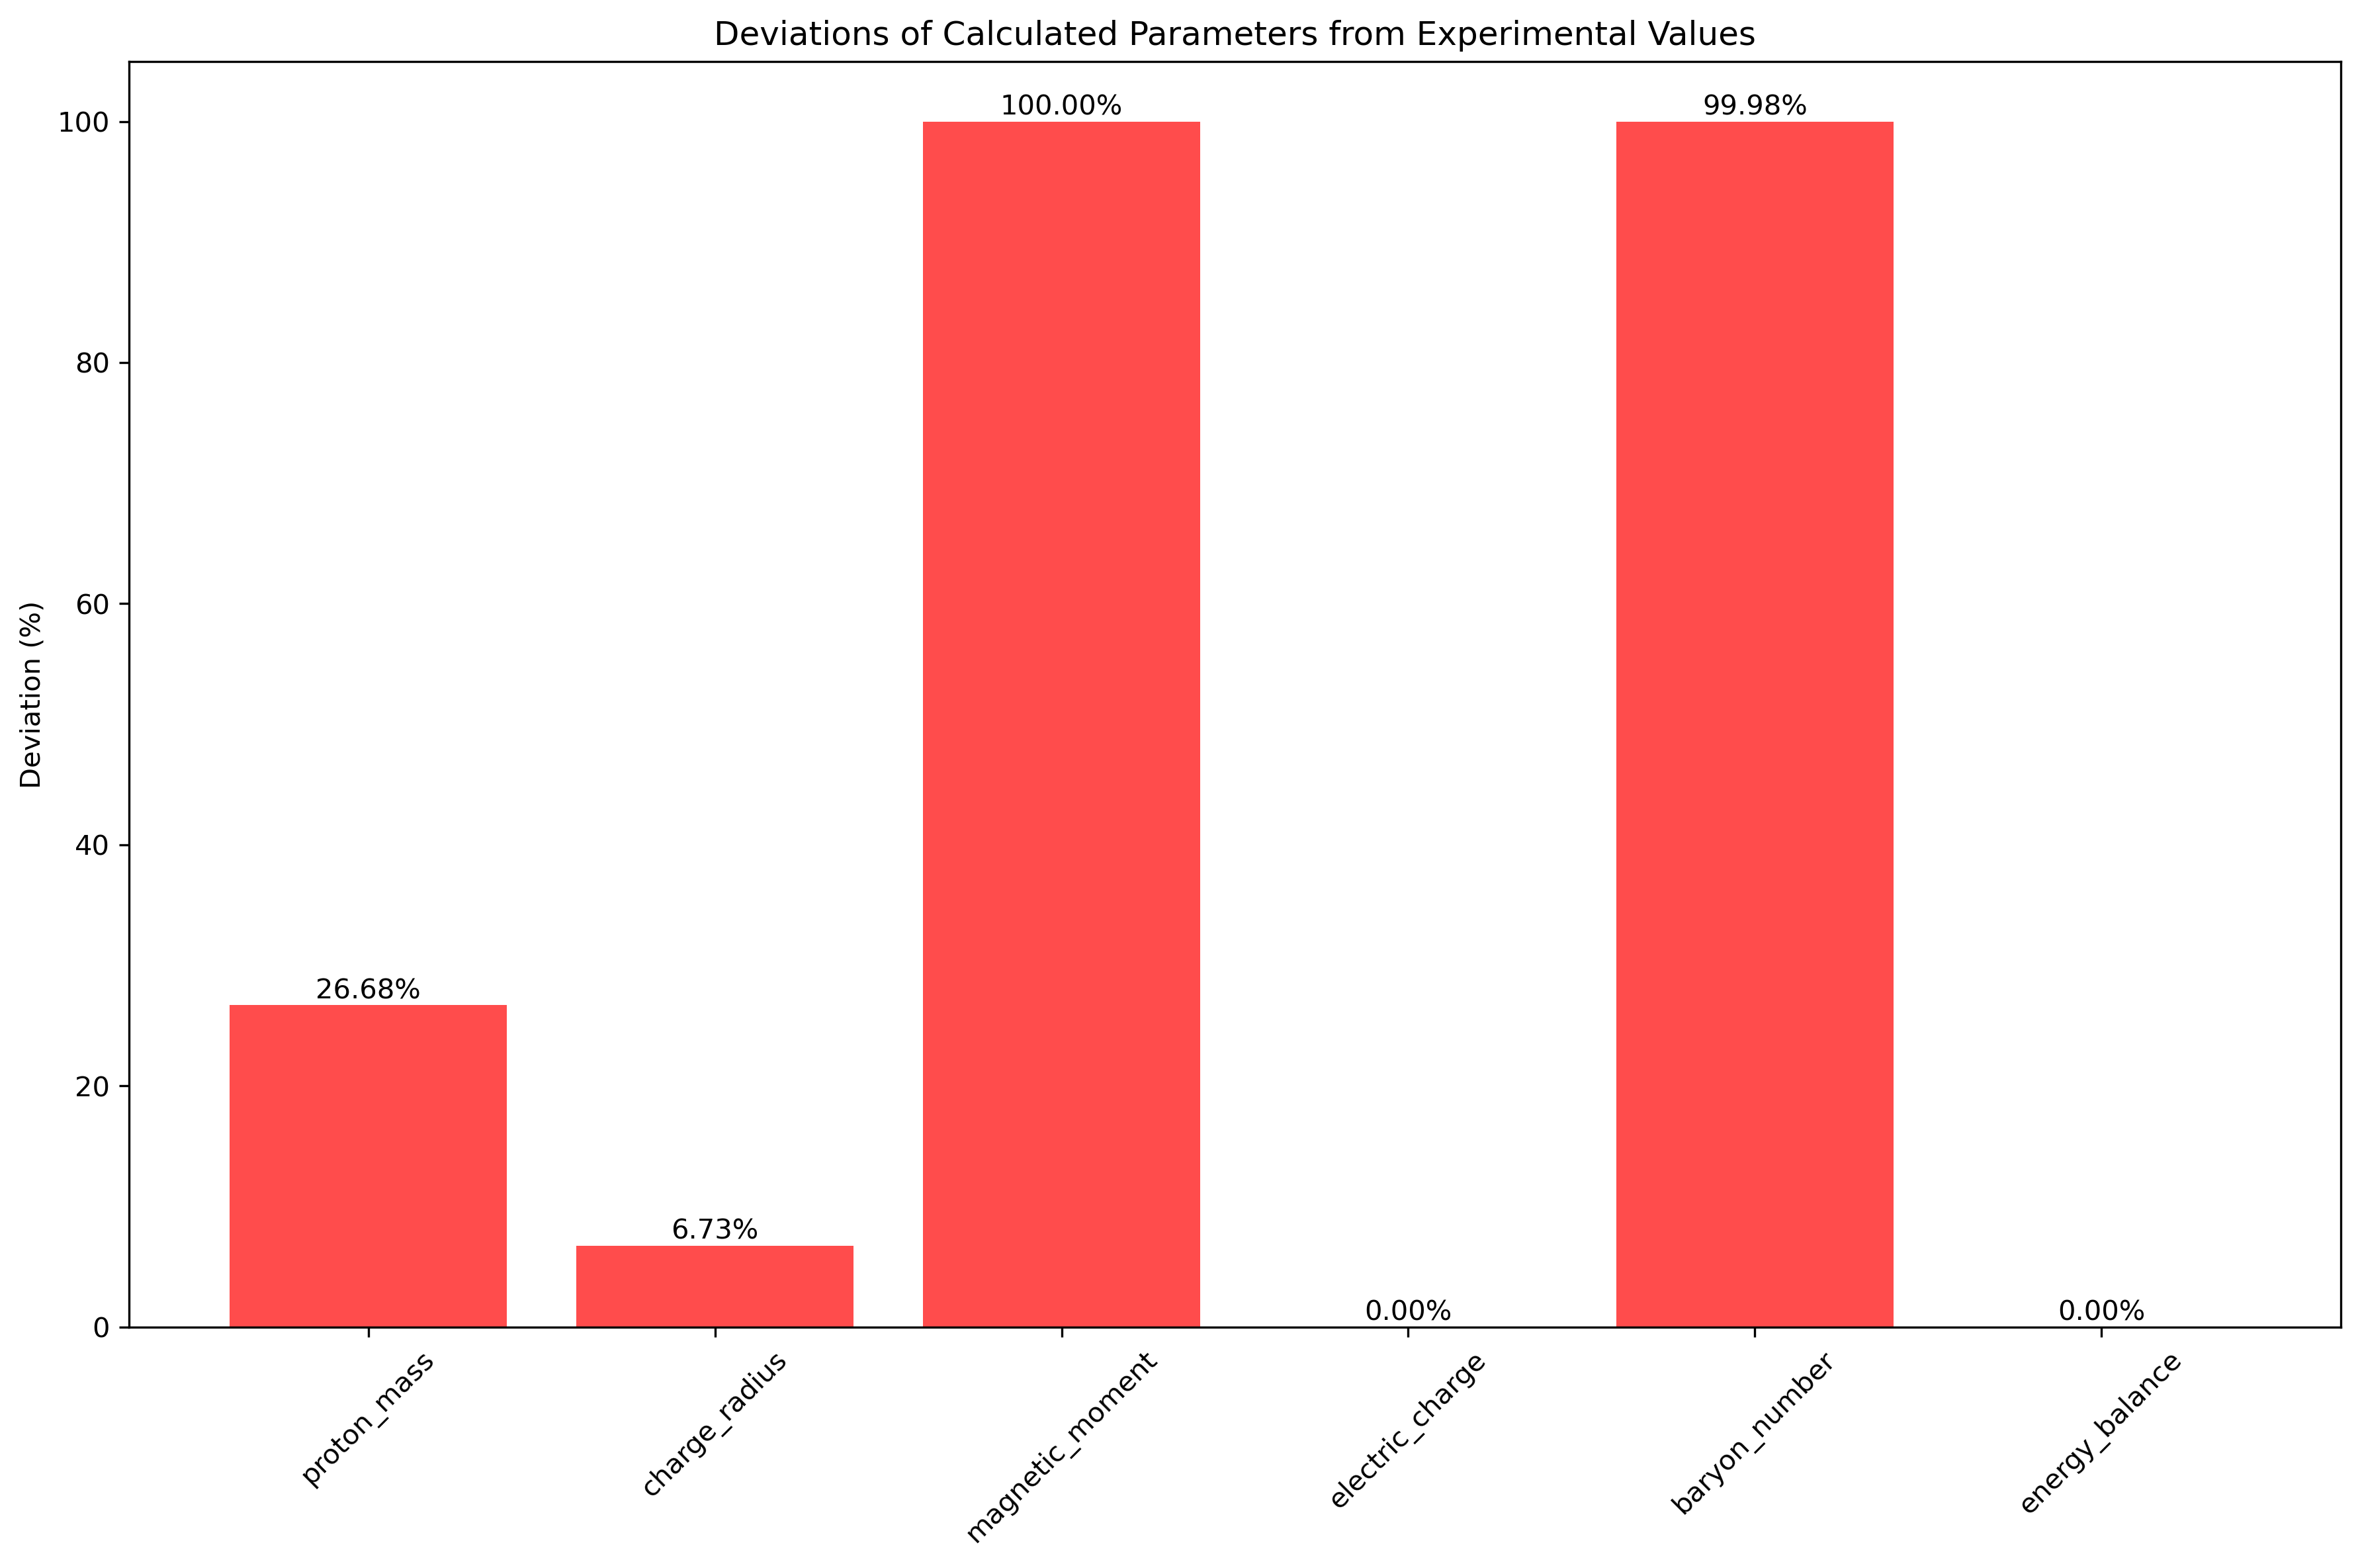 Deviations of Calculated Parameters from Experimental Values
Deviation (%)
100
80
60
40
20
0
26.68%
6.73%
100.00%
0.00%
99.98%
0.00%
proton_mass
charge_radius
magnetic_moment
electric_charge
baryon_number
energy_balance